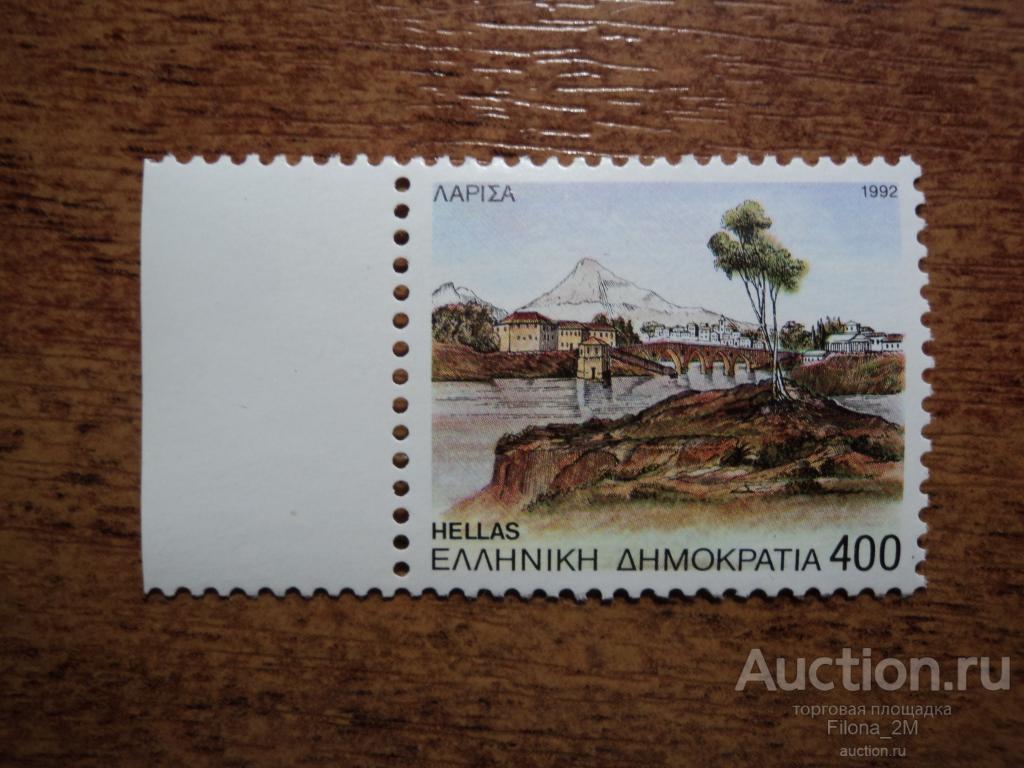 ΛΑΡΙΣΑ
1992
HELLAS
ΕΛΛΗΝΙΚΗ ΔΗΜΟΚΡΑΤΙΑ 400
Auction.ru
торговая площадка
Filona_2M
auction.ru